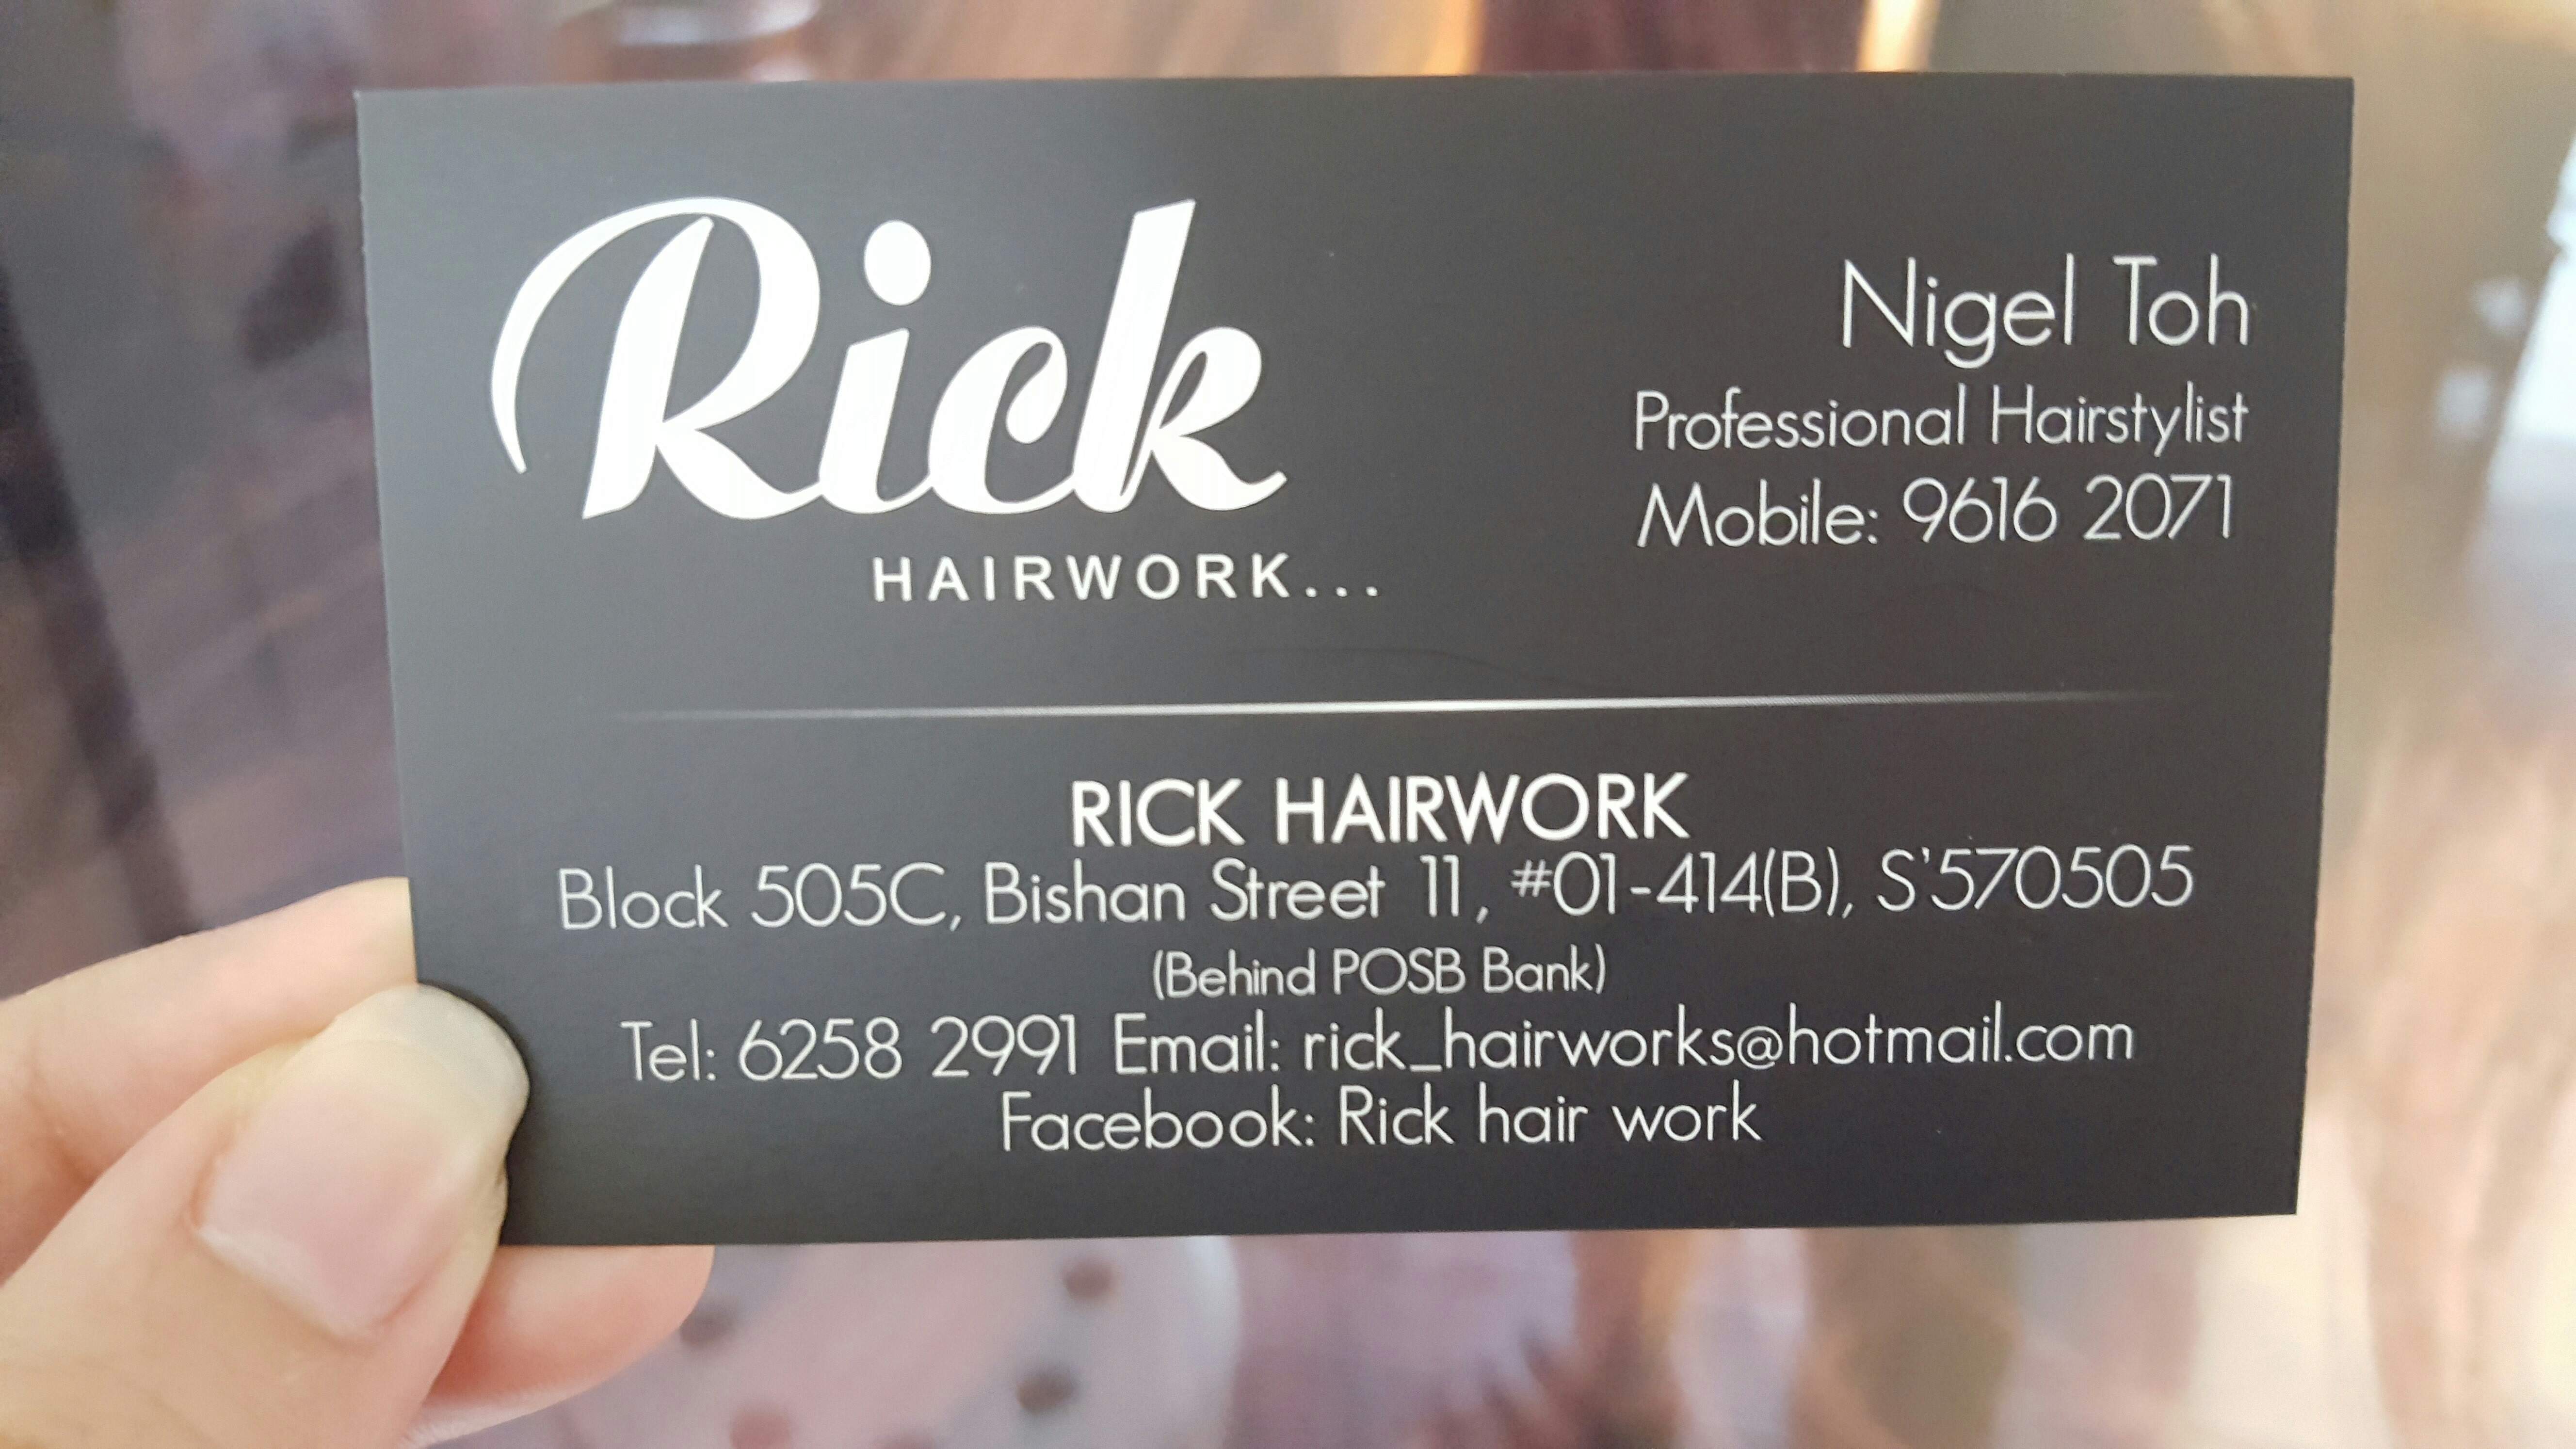 Rick
HAIRWORK...
Nigel Toh
Professional Hairstylist
Mobile: 9616 2071
RICK HAIRWORK
Block 505C, Bishan Street 11, #01-414(B), S'570505
(Behind POSB Bank)
Tel: 6258 2991 Email: rick_hairworks@hotmail.com
Facebook: Rick hair work